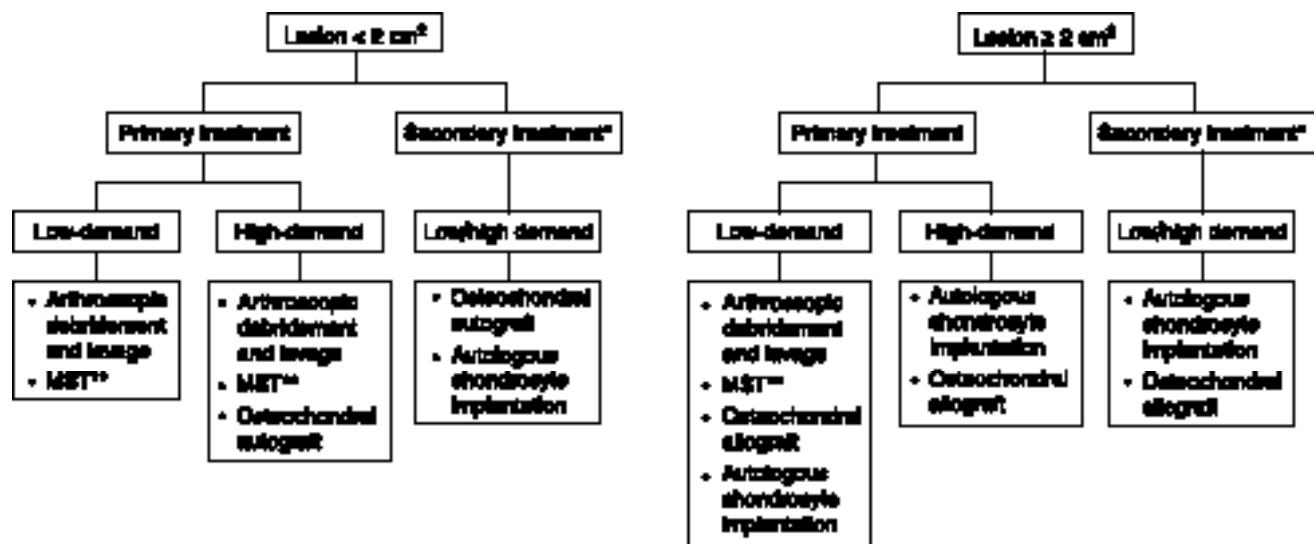 Lesion < 2 cm²
Primary treatment
Secondary treatment*
Low-demand
High-demand
Low/high demand
• Arthroscopic
debridement
and lavage
• MST**
• Arthroscopic
debridement
and lavage
• MST**
• Osteochondral
autograft
• Osteochondral
autograft
• Autologous
chondrocyte
implantation
Lesion ≥ 2 cm²
Primary treatment
Secondary treatment*
Low-demand
High-demand
Low/high demand
• Arthroscopic
debridement
and lavage
• MST**
• Osteochondral
allograft
• Autologous
chondrocyte
implantation
• Autologous
chondrocyte
implantation
• Osteochondral
allograft
• Autologous
chondrocyte
implantation
• Osteochondral
allograft